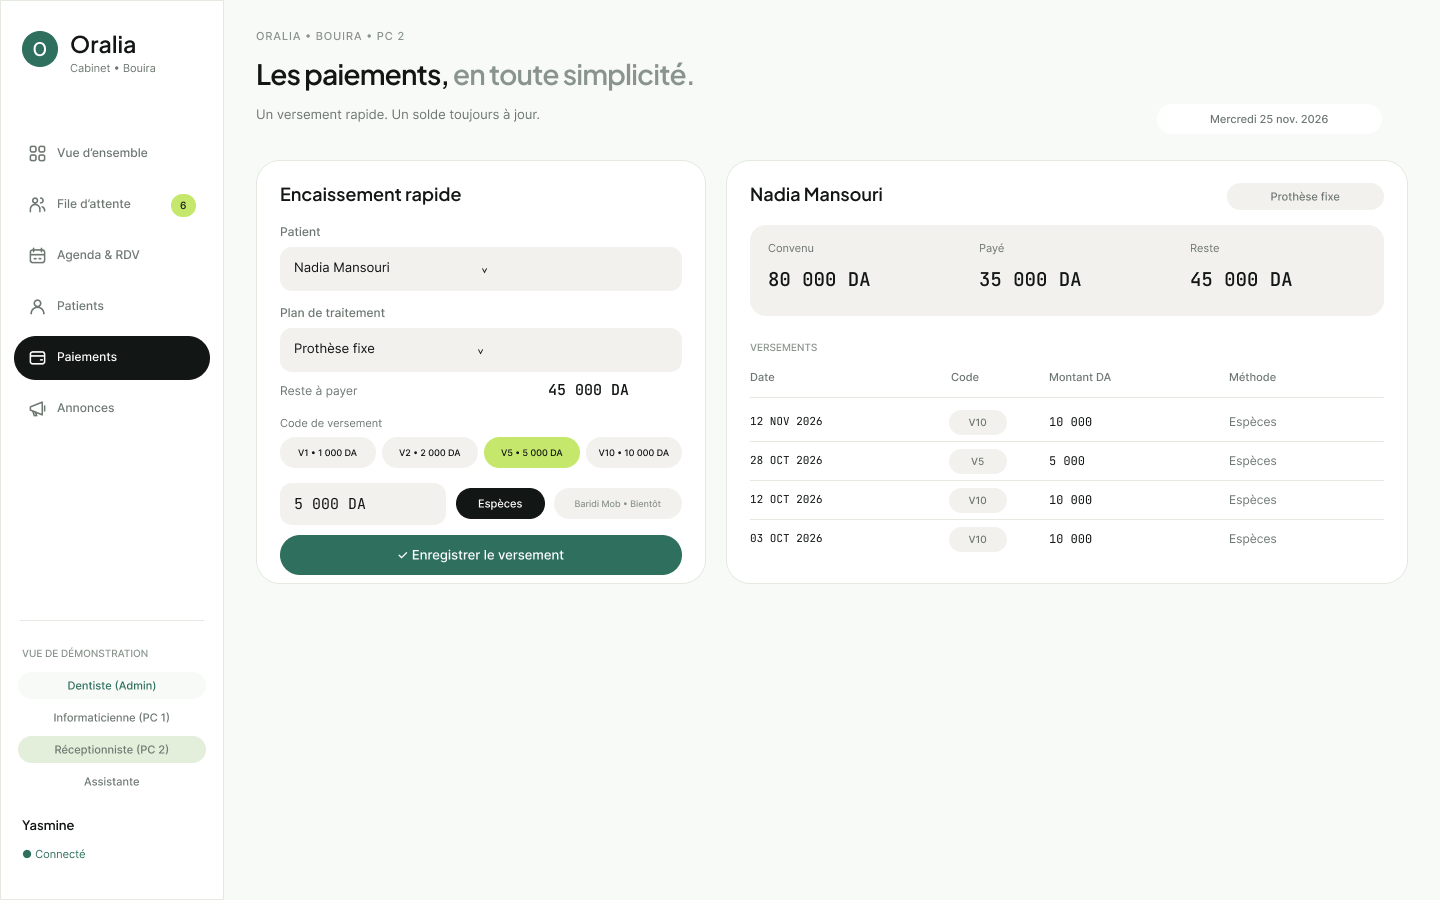 O
Oralia
Cabinet • Bouira
Vue d’ensemble
File d’attente
6
Agenda & RDV
Patients
Paiements
Annonces
VUE DE DÉMONSTRATION
Dentiste (Admin)
Informaticienne (PC 1)
Réceptionniste (PC 2)
Assistante
Yasmine
Connecté
ORALIA • BOUIRA • PC 2
Les paiements, en toute simplicité.
Un versement rapide. Un solde toujours à jour.
Mercredi 25 nov. 2026
Encaissement rapide
Patient
Nadia Mansouri
Plan de traitement
Prothèse fixe
Reste à payer 45 000 DA
Code de versement
V1 • 1 000 DA V2 • 2 000 DA V5 • 5 000 DA V10 • 10 000 DA
5 000 DA Espèces Baridi Mob • Bientôt
✓ Enregistrer le versement
Nadia Mansouri
Prothèse fixe
Convenu Payé Reste
80 000 DA 35 000 DA 45 000 DA
VERSEMENTS
Date Code Montant DA Méthode
12 NOV 2026 V10 10 000 Espèces
28 OCT 2026 V5 5 000 Espèces
12 OCT 2026 V10 10 000 Espèces
03 OCT 2026 V10 10 000 Espèces